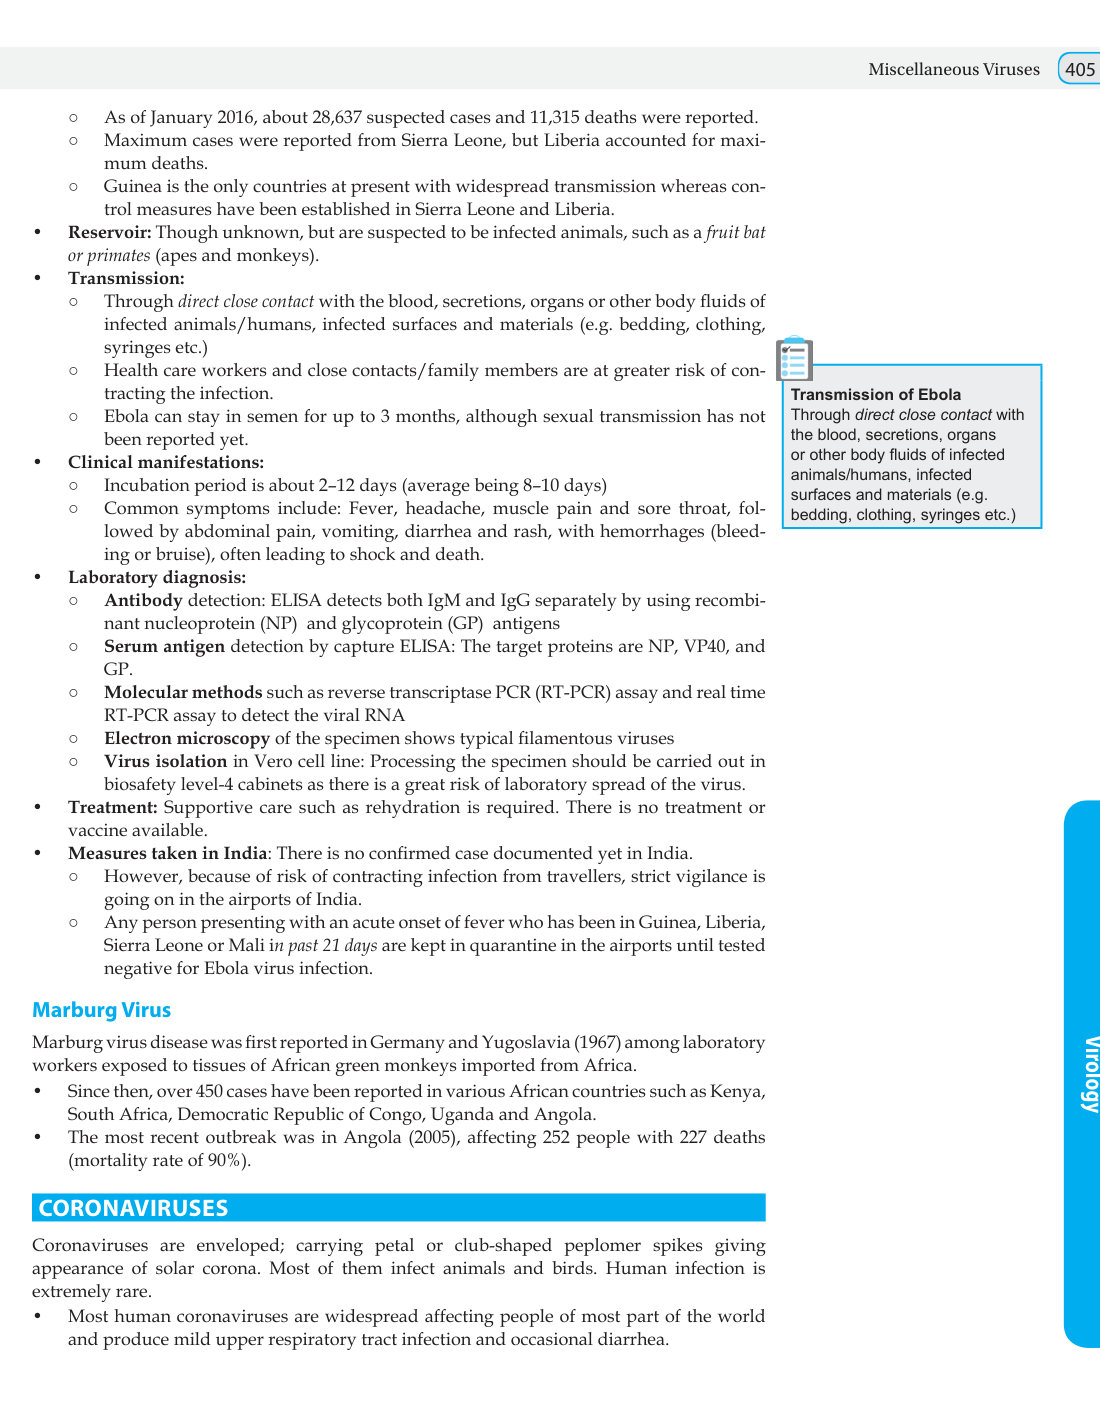 Miscellaneous Viruses 405
○ As of January 2016, about 28,637 suspected cases and 11,315 deaths were reported.
○ Maximum cases were reported from Sierra Leone, but Liberia accounted for maxi-
mum deaths.
○ Guinea is the only countries at present with widespread transmission whereas con-
trol measures have been established in Sierra Leone and Liberia.
• Reservoir: Though unknown, but are suspected to be infected animals, such as a fruit bat
or primates (apes and monkeys).
• Transmission:
○ Through direct close contact with the blood, secretions, organs or other body fluids of
infected animals/humans, infected surfaces and materials (e.g. bedding, clothing,
syringes etc.)
○ Health care workers and close contacts/family members are at greater risk of con-
tracting the infection.
○ Ebola can stay in semen for up to 3 months, although sexual transmission has not
been reported yet.
• Clinical manifestations:
○ Incubation period is about 2–12 days (average being 8–10 days)
○ Common symptoms include: Fever, headache, muscle pain and sore throat, fol-
lowed by abdominal pain, vomiting, diarrhea and rash, with hemorrhages (bleed-
ing or bruise), often leading to shock and death.
• Laboratory diagnosis:
○ Antibody detection: ELISA detects both IgM and IgG separately by using recombi-
nant nucleoprotein (NP) and glycoprotein (GP) antigens
○ Serum antigen detection by capture ELISA: The target proteins are NP, VP40, and
GP.
○ Molecular methods such as reverse transcriptase PCR (RT-PCR) assay and real time
RT-PCR assay to detect the viral RNA
○ Electron microscopy of the specimen shows typical filamentous viruses
○ Virus isolation in Vero cell line: Processing the specimen should be carried out in
biosafety level-4 cabinets as there is a great risk of laboratory spread of the virus.
• Treatment: Supportive care such as rehydration is required. There is no treatment or
vaccine available.
• Measures taken in India: There is no confirmed case documented yet in India.
○ However, because of risk of contracting infection from travellers, strict vigilance is
going on in the airports of India.
○ Any person presenting with an acute onset of fever who has been in Guinea, Liberia,
Sierra Leone or Mali in past 21 days are kept in quarantine in the airports until tested
negative for Ebola virus infection.
Marburg Virus
Marburg virus disease was first reported in Germany and Yugoslavia (1967) among laboratory
workers exposed to tissues of African green monkeys imported from Africa.
• Since then, over 450 cases have been reported in various African countries such as Kenya,
South Africa, Democratic Republic of Congo, Uganda and Angola.
• The most recent outbreak was in Angola (2005), affecting 252 people with 227 deaths
(mortality rate of 90%).
CORONAVIRUSES
Coronaviruses are enveloped; carrying petal or club-shaped peplomer spikes giving
appearance of solar corona. Most of them infect animals and birds. Human infection is
extremely rare.
• Most human coronaviruses are widespread affecting people of most part of the world
and produce mild upper respiratory tract infection and occasional diarrhea.
Transmission of Ebola
Through direct close contact with
the blood, secretions, organs
or other body fluids of infected
animals/humans, infected
surfaces and materials (e.g.
bedding, clothing, syringes etc.)
Virology